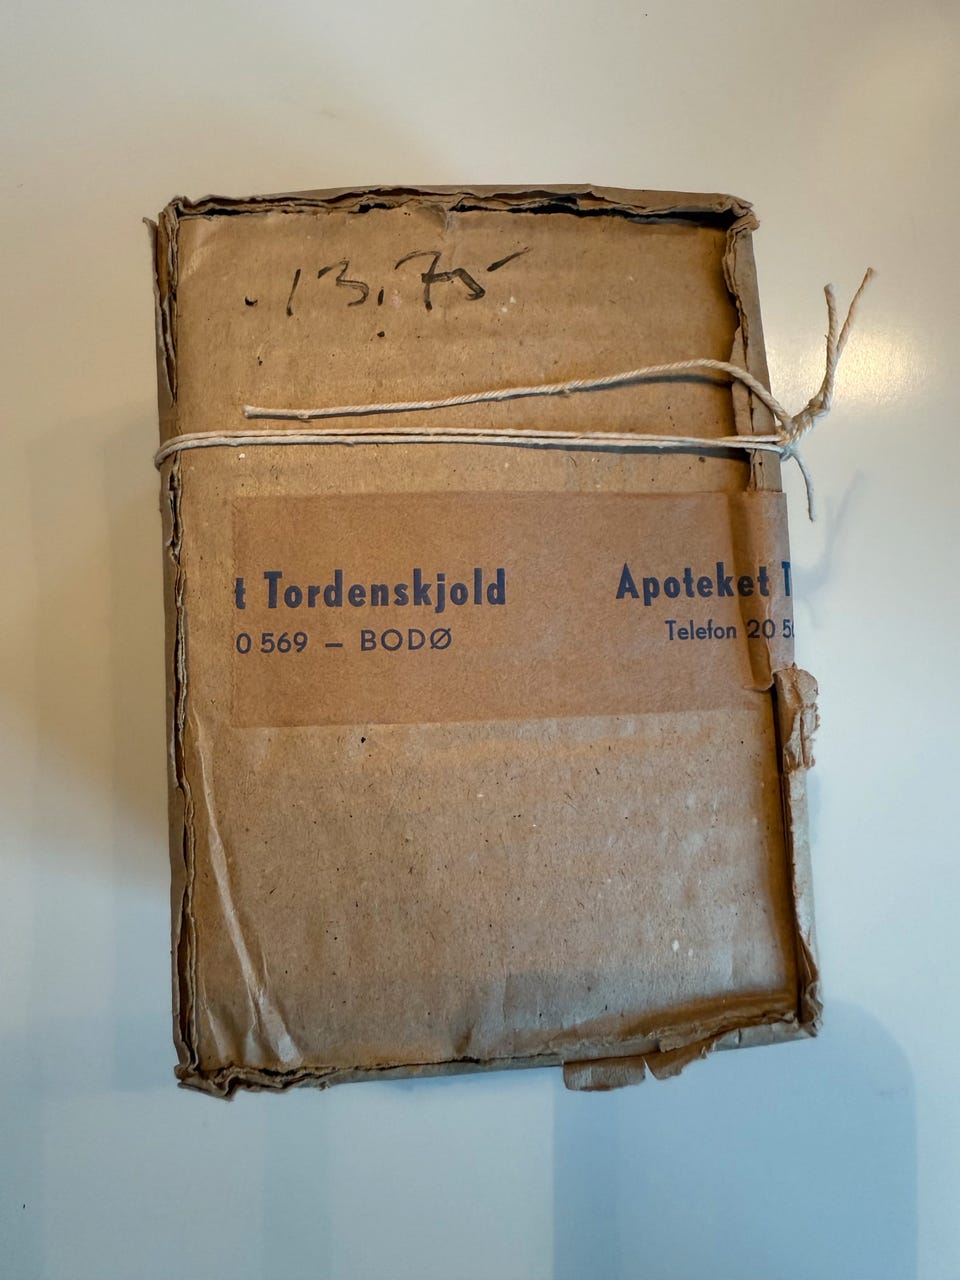 13.75
t Tordenskjold Apoteket T
0 569 – BODØ Telefon 20 5